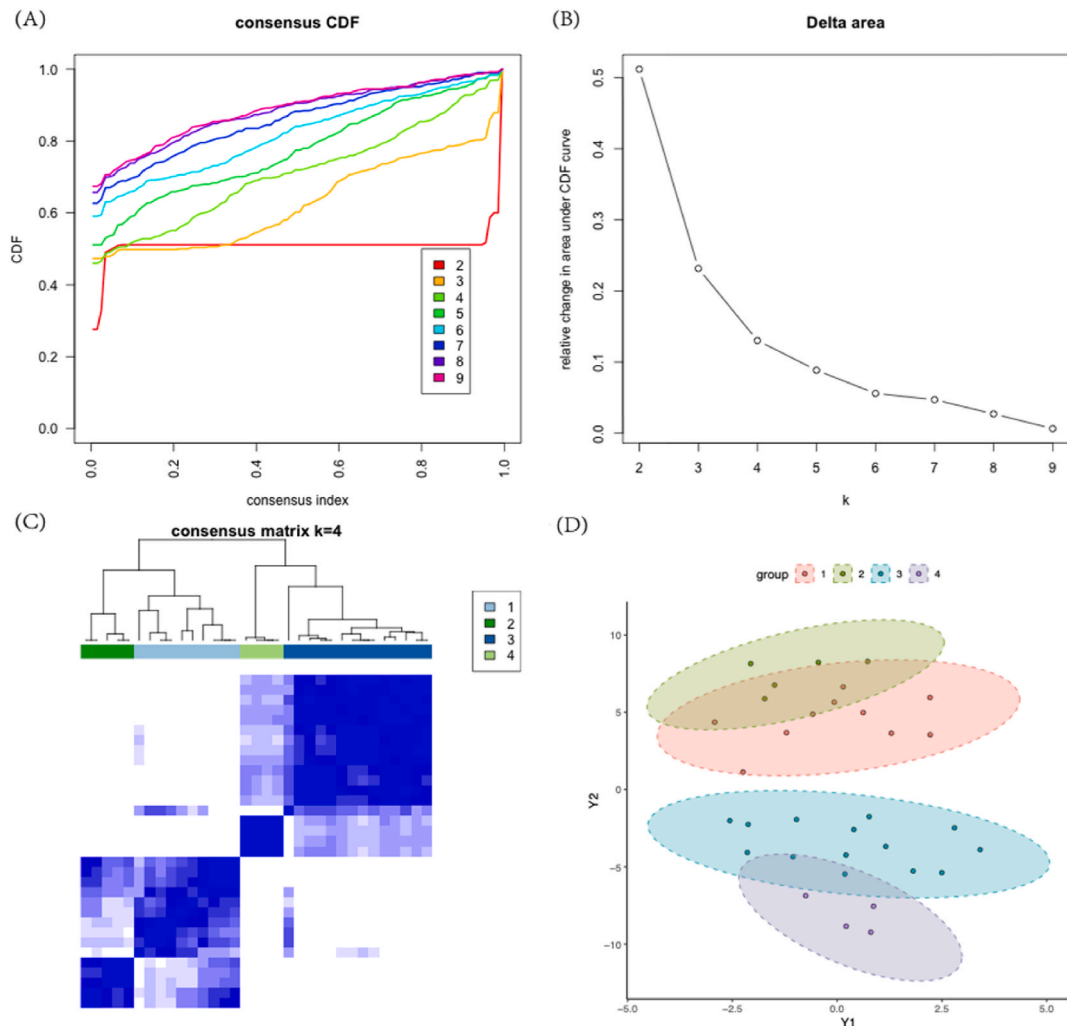 (A)
consensus CDF
CDF
1.0
0.8
0.6
0.4
0.2
0.0
2
3
4
5
6
7
8
9
0.0 0.2 0.4 0.6 0.8 1.0
consensus index
(B)
Delta area
relative change in area under CDF curve
0.5
0.4
0.3
0.2
0.1
0.0
2 3 4 5 6 7 8 9
k
(C)
consensus matrix k=4
1
2
3
4
(D)
group 1 2 3 4
Y2
10
5
0
−5
−10
−5.0 −2.5 0.0 2.5 5.0
Y1